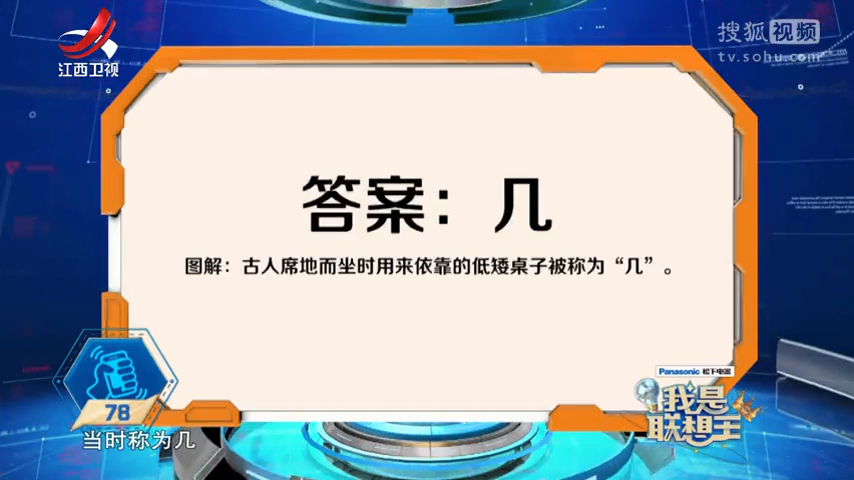 江西卫视
搜狐视频
tv.sohu.com
答案：几
图解：古人席地而坐时用来依靠的低矮桌子被称为“几”。
78
当时称为几
Panasonic 松下电器
我是
联想王